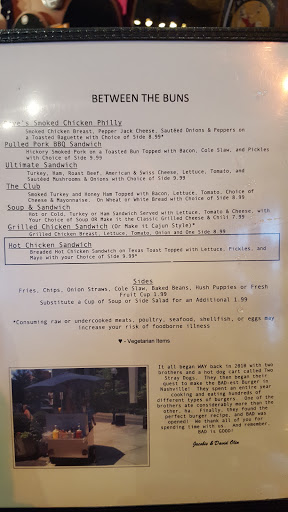 BETWEEN THE BUNS
Smoked Chicken Philly
Smoked Chicken Breast, Pepper Jack Cheese, Sautéed Onions & Peppers on
a Toasted Baguette with Choice of Side 8.99*
Pulled Pork BBQ Sandwich
Hickory Smoked Pork on a Toasted Bun Topped with Bacon, Cole Slaw, and Pickles
with Choice of Side 9.99
Ultimate Sandwich
Turkey, Ham, Roast Beef, American & Swiss Cheese, Lettuce, Tomato, and
Sautéed Mushrooms & Onions with Choice of Side 9.99
The Club
Smoked Turkey and Honey Ham Topped with Bacon, Lettuce, Tomato, Choice of
Cheese & Mayonnaise. On Wheat or White Bread with Choice of Side 8.99
Soup & Sandwich
Hot or Cold, Turkey or Ham Sandwich Served with Lettuce, Tomato & Cheese, with
Your Choice of Soup OR Make it the Classic Grilled Cheese & Chili 7.99
Grilled Chicken Sandwich (Or Make it Cajun Style)*
Grilled Chicken Breast, Lettuce, Tomato, Onion and One Side 8.99
Hot Chicken Sandwich
Breaded Hot Chicken Sandwich on Texas Toast Topped with Lettuce, Pickles, and
Mayo with your Choice of Side 9.99*
Sides
Fries, Chips, Onion Straws, Cole Slaw, Baked Beans, Hush Puppies or Fresh
Fruit Cup 1.99
Substitute a Cup of Soup or Side Salad for an Additional 1.99
*Consuming raw or undercooked meats, poultry, seafood, shellfish, or eggs may
increase your risk of foodborne illness
♥ - Vegetarian Items
It all began WAY back in 2010 with two
brothers and a hot dog cart called Two
Stray Dogs. They then began their
quest to make the BAD-est Burger in
Nashville! They spent an entire year
cooking and eating hundreds of
different types of burgers. One of the
brothers ate considerably more than the
other, ha. Finally, they found the
perfect burger recipe, and BAD was
opened! We thank all of you for
spending time with us. And remember,
BAD is GOOD!
Jackie & David Olin